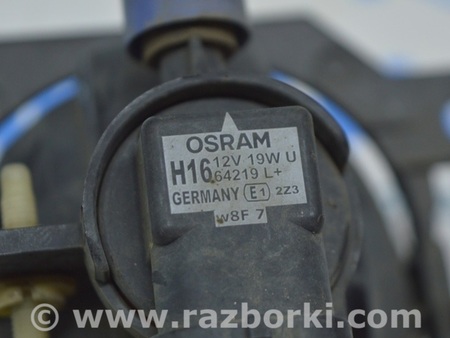 OSRAM
H16 12V 19W U
64219 L+
GERMANY E1 2Z3
w8F 7
© www.razborki.com